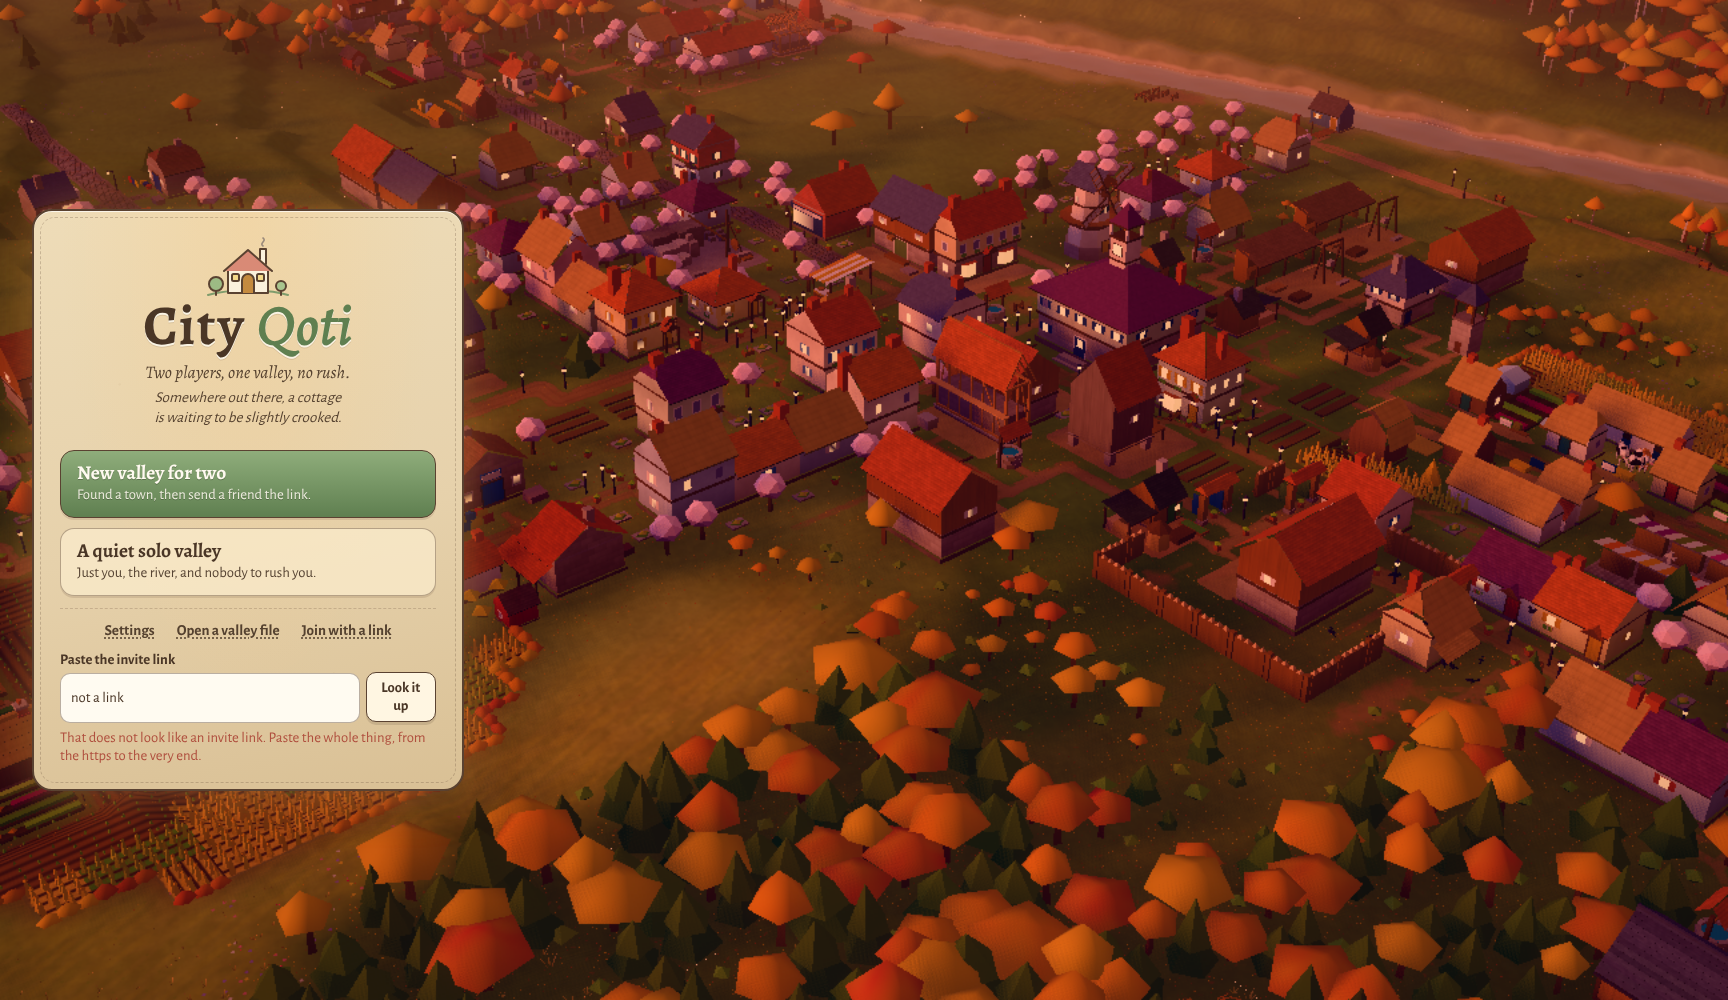 City Qoti
Two players, one valley, no rush.
Somewhere out there, a cottage
is waiting to be slightly crooked.
New valley for two
Found a town, then send a friend the link.
A quiet solo valley
Just you, the river, and nobody to rush you.
Settings Open a valley file Join with a link
Paste the invite link
not a link
Look it
up
That does not look like an invite link. Paste the whole thing, from
the https to the very end.